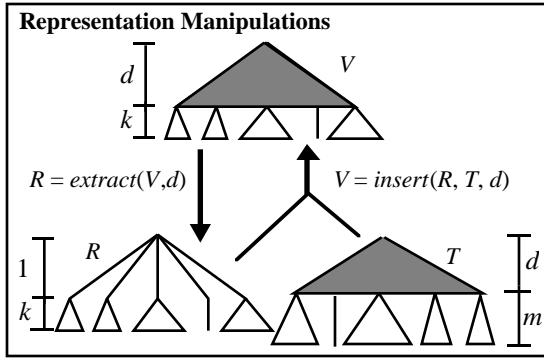 Representation Manipulations
d
V
k
R = extract(V,d)
V = insert(R, T, d)
1
R
T
d
k
m